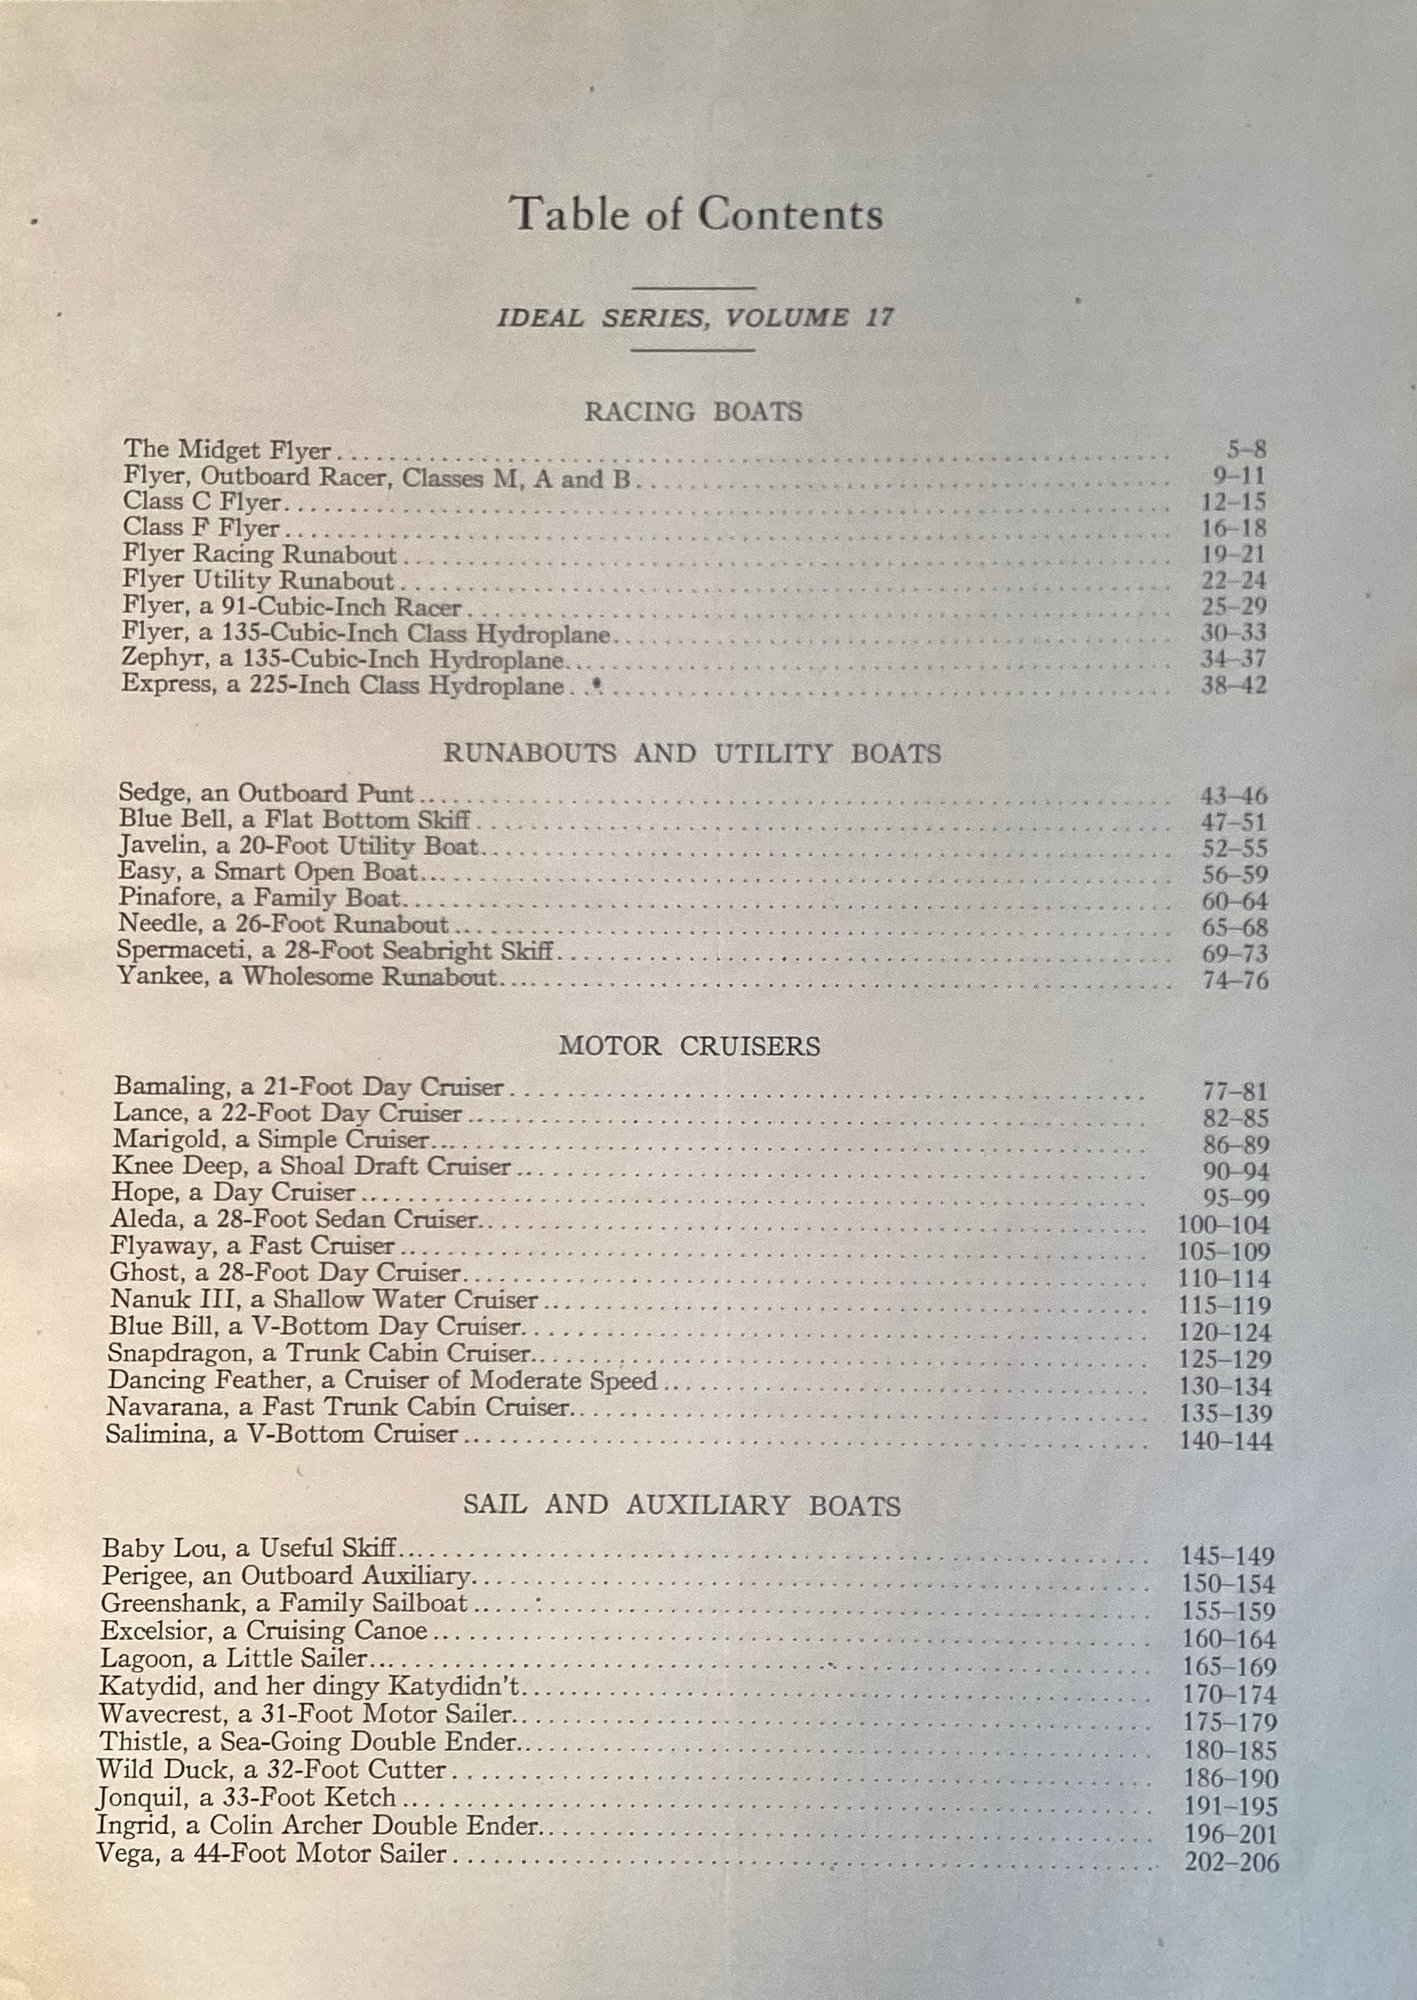 Table of Contents
IDEAL SERIES, VOLUME 17
RACING BOATS
The Midget Flyer 5–8
Flyer, Outboard Racer, Classes M, A and B 9–11
Class C Flyer 12–15
Class F Flyer 16–18
Flyer Racing Runabout 19–21
Flyer Utility Runabout 22–24
Flyer, a 91-Cubic-Inch Racer 25–29
Flyer, a 135-Cubic-Inch Class Hydroplane 30–33
Zephyr, a 135-Cubic-Inch Hydroplane 34–37
Express, a 225-Inch Class Hydroplane 38–42
RUNABOUTS AND UTILITY BOATS
Sedge, an Outboard Punt 43–46
Blue Bell, a Flat Bottom Skiff 47–51
Javelin, a 20-Foot Utility Boat 52–55
Easy, a Smart Open Boat 56–59
Pinafore, a Family Boat 60–64
Needle, a 26-Foot Runabout 65–68
Spermaceti, a 28-Foot Seabright Skiff 69–73
Yankee, a Wholesome Runabout 74–76
MOTOR CRUISERS
Bamaling, a 21-Foot Day Cruiser 77–81
Lance, a 22-Foot Day Cruiser 82–85
Marigold, a Simple Cruiser 86–89
Knee Deep, a Shoal Draft Cruiser 90–94
Hope, a Day Cruiser 95–99
Aleda, a 28-Foot Sedan Cruiser 100–104
Flyaway, a Fast Cruiser 105–109
Ghost, a 28-Foot Day Cruiser 110–114
Nanuk III, a Shallow Water Cruiser 115–119
Blue Bill, a V-Bottom Day Cruiser 120–124
Snapdragon, a Trunk Cabin Cruiser 125–129
Dancing Feather, a Cruiser of Moderate Speed 130–134
Navarana, a Fast Trunk Cabin Cruiser 135–139
Salimina, a V-Bottom Cruiser 140–144
SAIL AND AUXILIARY BOATS
Baby Lou, a Useful Skiff 145–149
Perigee, an Outboard Auxiliary 150–154
Greenshank, a Family Sailboat 155–159
Excelsior, a Cruising Canoe 160–164
Lagoon, a Little Sailer 165–169
Katydid, and her dingy Katydidn't 170–174
Wavecrest, a 31-Foot Motor Sailer 175–179
Thistle, a Sea-Going Double Ender 180–185
Wild Duck, a 32-Foot Cutter 186–190
Jonquil, a 33-Foot Ketch 191–195
Ingrid, a Colin Archer Double Ender 196–201
Vega, a 44-Foot Motor Sailer 202–206